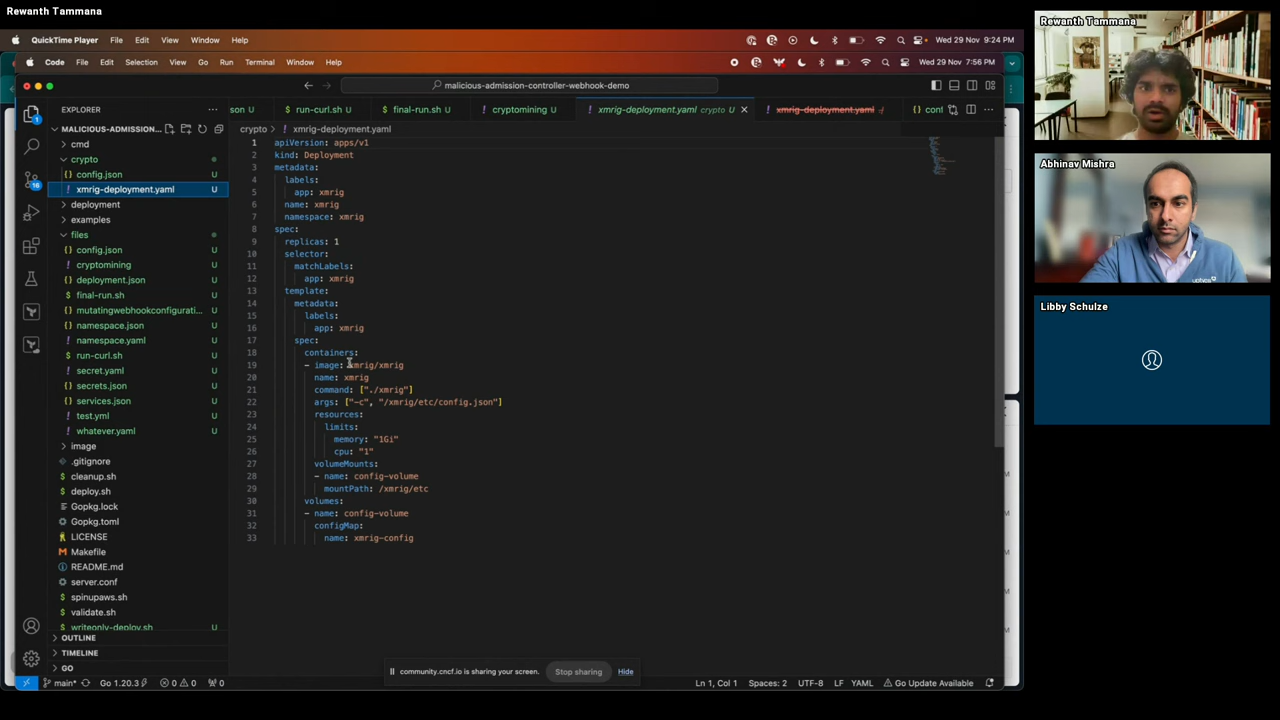 Rewanth Tammana
QuickTime Player File Edit View Window Help
Wed 29 Nov 9:24 PM
Code File Edit Selection View Go Run Terminal Window Help
Wed 29 Nov 7:56 PM
malicious-admission-controller-webhook-demo
EXPLORER
MALICIOUS-ADMISSION...
cmd
crypto
config.json U
xmrig-deployment.yaml U
deployment
examples
files
config.json U
cryptomining U
deployment.json U
final-run.sh U
mutatingwebhookconfigurati... U
namespace.json U
namespace.yaml U
run-curl.sh U
secret.yaml U
secrets.json U
services.json U
test.yml U
whatever.yaml U
image
.gitignore
cleanup.sh
deploy.sh
Gopkg.lock
Gopkg.toml
LICENSE
Makefile
README.md
server.conf
spinupaws.sh
validate.sh
writeonly-deploy.sh U
OUTLINE
TIMELINE
GO
1
16
son U
run-curl.sh U
final-run.sh U
cryptomining U
xmrig-deployment.yaml crypto U
xmrig-deployment.yaml
conf
crypto > xmrig-deployment.yaml
1 apiVersion: apps/v1
2 kind: Deployment
3 metadata:
4 labels:
5 app: xmrig
6 name: xmrig
7 namespace: xmrig
8 spec:
9 replicas: 1
10 selector:
11 matchLabels:
12 app: xmrig
13 template:
14 metadata:
15 labels:
16 app: xmrig
17 spec:
18 containers:
19 - image: xmrig/xmrig
20 name: xmrig
21 command: ["./xmrig"]
22 args: ["-c", "/xmrig/etc/config.json"]
23 resources:
24 limits:
25 memory: "1Gi"
26 cpu: "1"
27 volumeMounts:
28 - name: config-volume
29 mountPath: /xmrig/etc
30 volumes:
31 - name: config-volume
32 configMap:
33 name: xmrig-config
community.cncf.io is sharing your screen. Stop sharing Hide
main* Go 1.20.3 0 0 0
Ln 1, Col 1 Spaces: 2 UTF-8 LF YAML Go Update Available
Rewanth Tammana
Abhinav Mishra
Libby Schulze